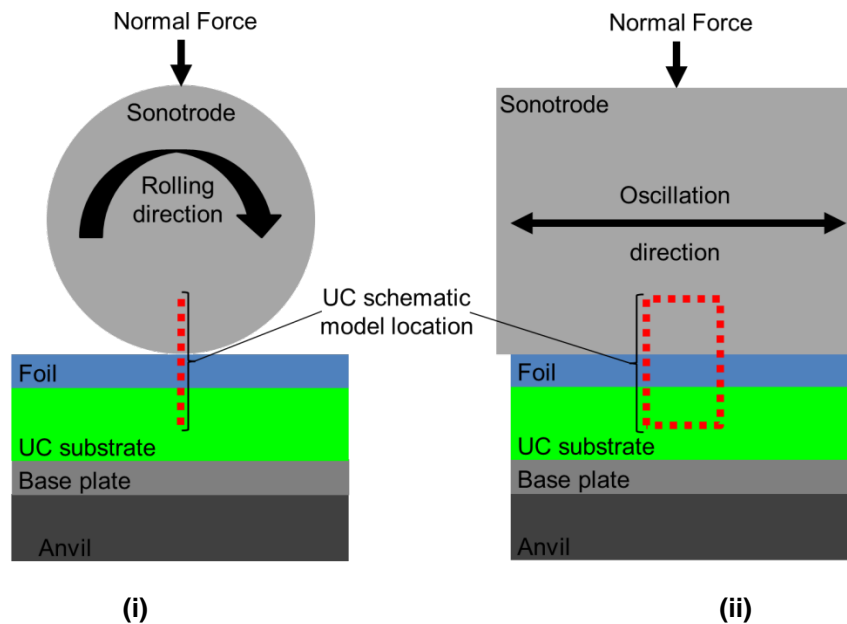 Normal Force
Sonotrode
Rolling
direction
Foil
UC substrate
Base plate
Anvil
(i)
UC schematic
model location
Normal Force
Sonotrode
Oscillation
direction
Foil
UC substrate
Base plate
Anvil
(ii)